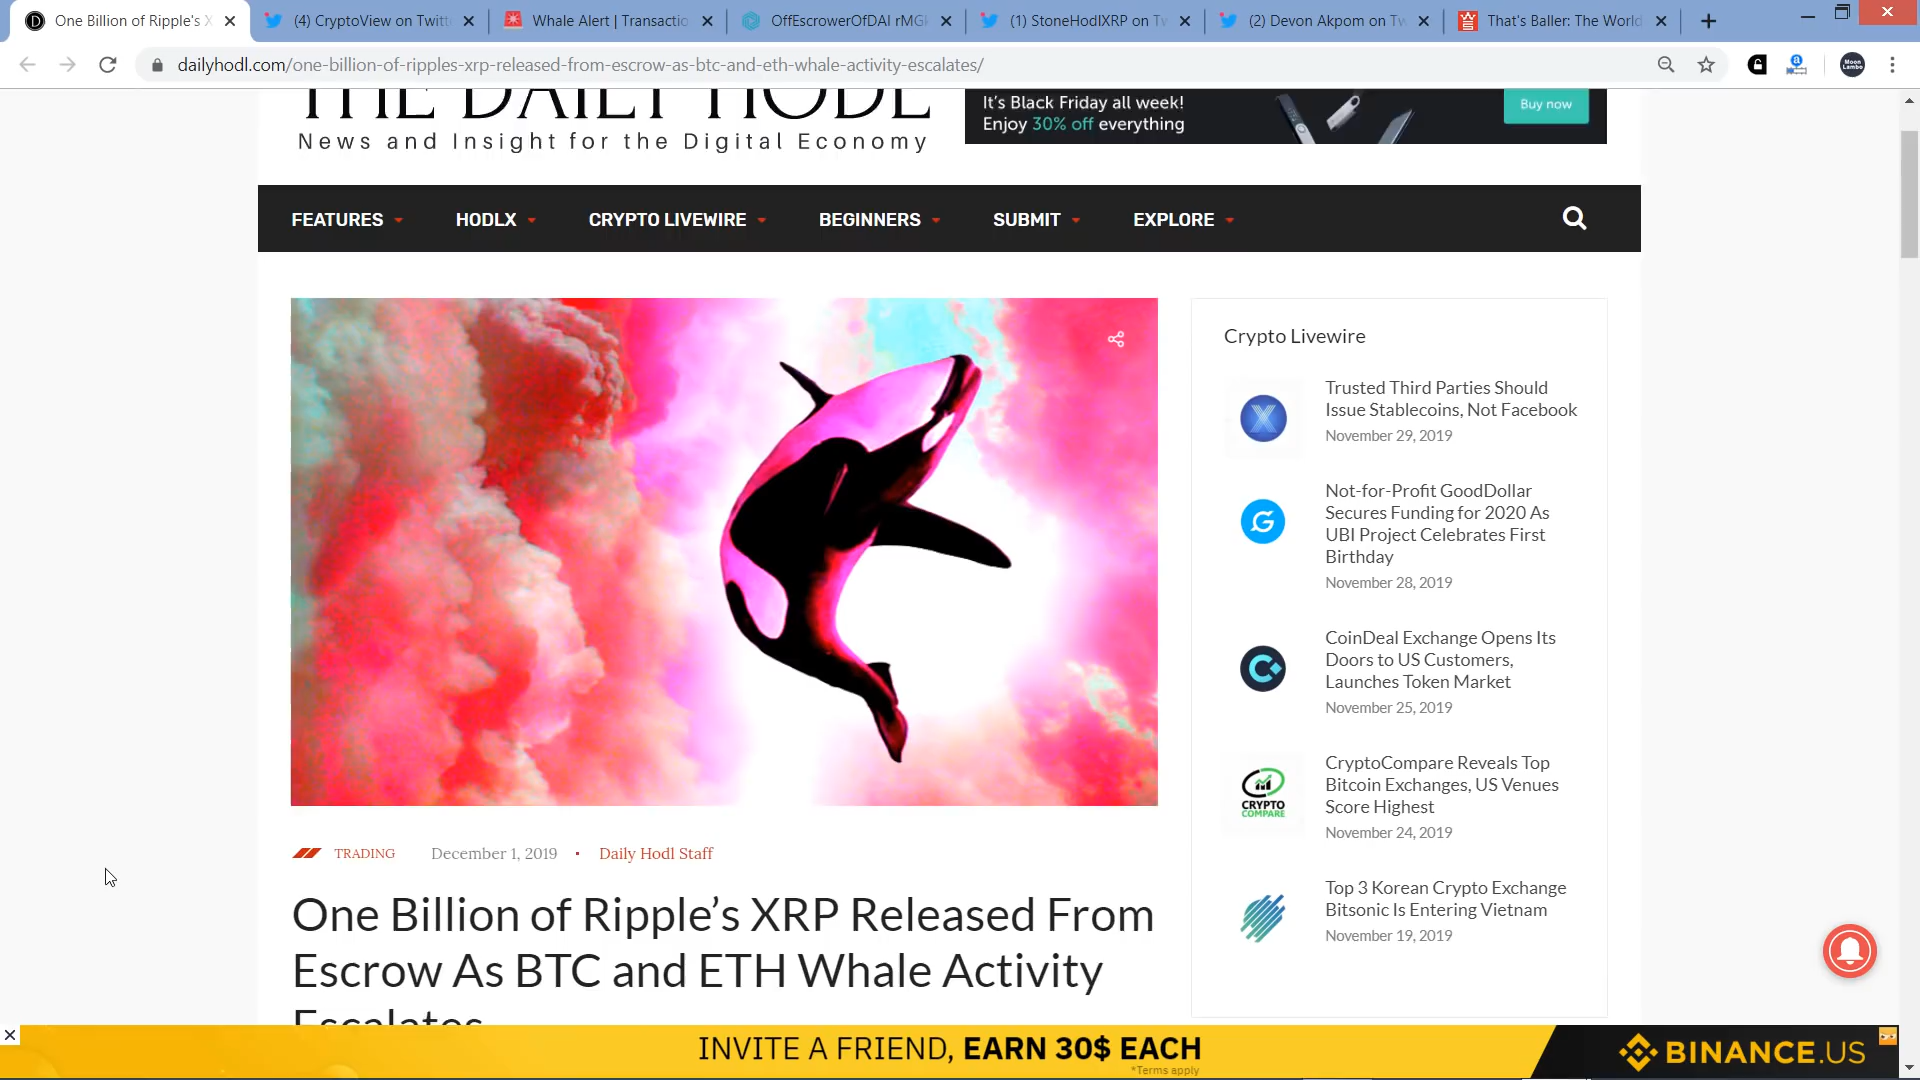 One Billion of Ripple's X
(4) CryptoView on Twitt
Whale Alert | Transactio
OffEscrowerOfDAI rMGk
(1) StoneHodlXRP on Tw
(2) Devon Akpom on Tw
That's Baller: The World
dailyhodl.com/one-billion-of-ripples-xrp-released-from-escrow-as-btc-and-eth-whale-activity-escalates/
Moon Lambo
THE DAILY HODL
News and Insight for the Digital Economy
It's Black Friday all week!
Enjoy 30% off everything
Buy now
FEATURES
HODLX
CRYPTO LIVEWIRE
BEGINNERS
SUBMIT
EXPLORE
Crypto Livewire
Trusted Third Parties Should
Issue Stablecoins, Not Facebook
November 29, 2019
Not-for-Profit GoodDollar
Secures Funding for 2020 As
UBI Project Celebrates First
Birthday
November 28, 2019
CoinDeal Exchange Opens Its
Doors to US Customers,
Launches Token Market
November 25, 2019
CRYPTO
COMPARE
CryptoCompare Reveals Top
Bitcoin Exchanges, US Venues
Score Highest
November 24, 2019
Top 3 Korean Crypto Exchange
Bitsonic Is Entering Vietnam
November 19, 2019
TRADING
December 1, 2019
Daily Hodl Staff
One Billion of Ripple's XRP Released From
Escrow As BTC and ETH Whale Activity
Escalates
INVITE A FRIEND, EARN 30$ EACH
*Terms apply
BINANCE.US